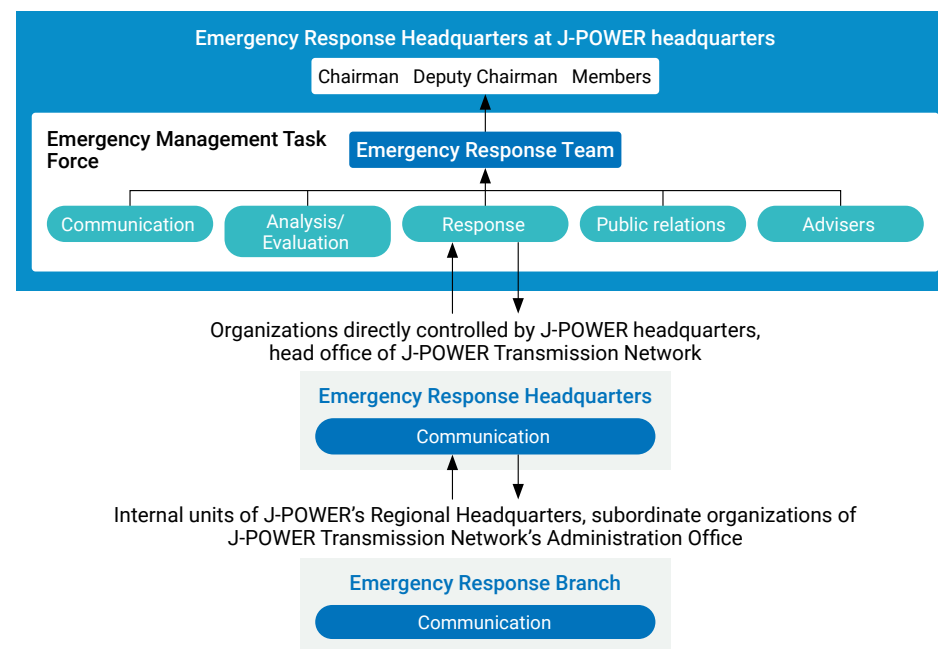 Emergency Response Headquarters at J-POWER headquarters
Chairman Deputy Chairman Members
Emergency Management Task
Force
Emergency Response Team
Communication
Analysis/
Evaluation
Response
Public relations
Advisers
Organizations directly controlled by J-POWER headquarters,
head office of J-POWER Transmission Network
Emergency Response Headquarters
Communication
Internal units of J-POWER’s Regional Headquarters, subordinate organizations of
J-POWER Transmission Network’s Administration Office
Emergency Response Branch
Communication